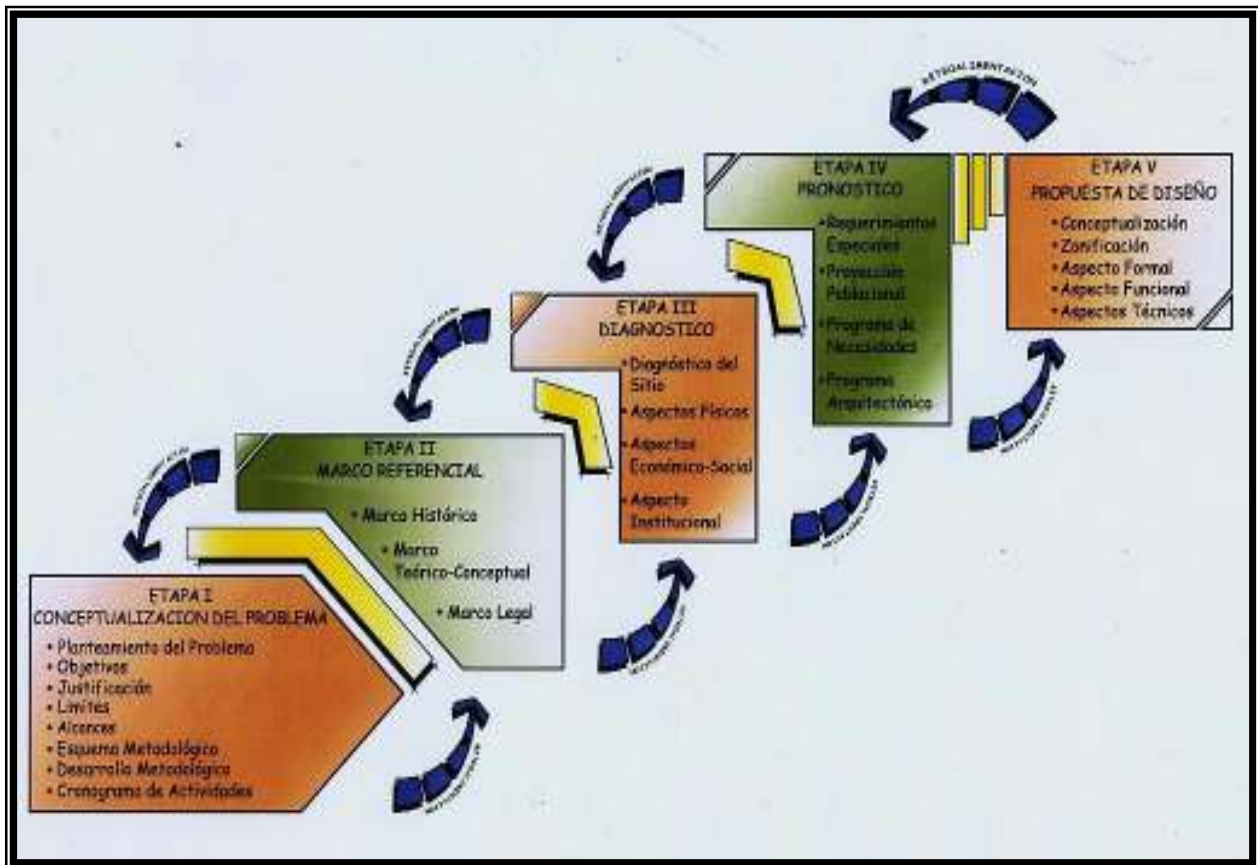 ETAPA I
CONCEPTUALIZACION DEL PROBLEMA
• Planteamiento del Problema
• Objetivos
• Justificación
• Limites
• Alcances
• Esquema Metodológico
• Desarrollo Metodológico
• Cronograma de Actividades
ETAPA II
MARCO REFERENCIAL
• Marco Histórico
• Marco
Teórico-Conceptual
• Marco Legal
ETAPA III
DIAGNOSTICO
• Diagnóstico del
Sitio
• Aspectos Físicos
• Aspectos
Económico-Social
• Aspecto
Institucional
ETAPA IV
PRONOSTICO
• Requerimientos
Especiales
• Proyección
Poblacional
• Programa de
Necesidades
• Programa
Arquitectónico
ETAPA V
PROPUESTA DE DISEÑO
• Conceptualización
• Zonificación
• Aspecto Formal
• Aspecto Funcional
• Aspectos Técnicos
RETROALIMENTACION
RETROALIMENTACION
RETROALIMENTACION
RETROALIMENTACION